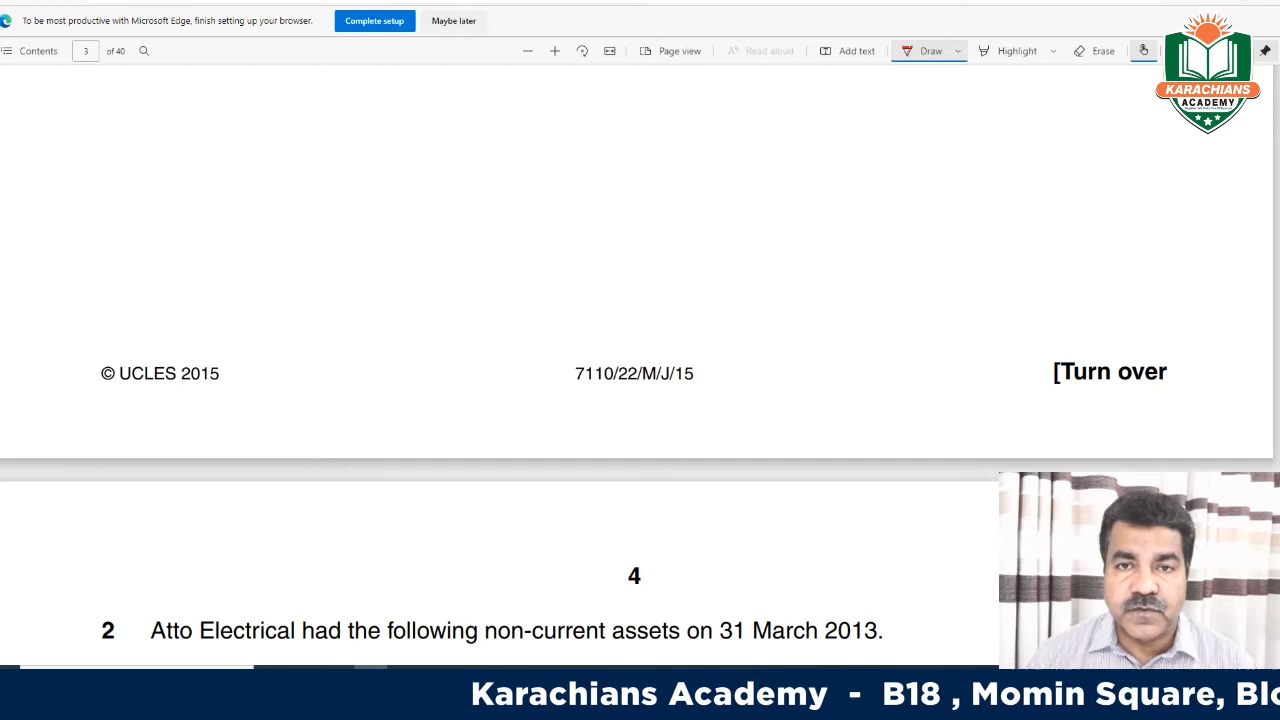 To be most productive with Microsoft Edge, finish setting up your browser.
Complete setup
Maybe later
Contents
3
of 40
Page view
Read aloud
Add text
Draw
Highlight
Erase
KARACHIANS
ACADEMY
© UCLES 2015
7110/22/M/J/15
[Turn over
4
2 Atto Electrical had the following non-current assets on 31 March 2013.
Karachians Academy - B18 , Momin Square, Blo